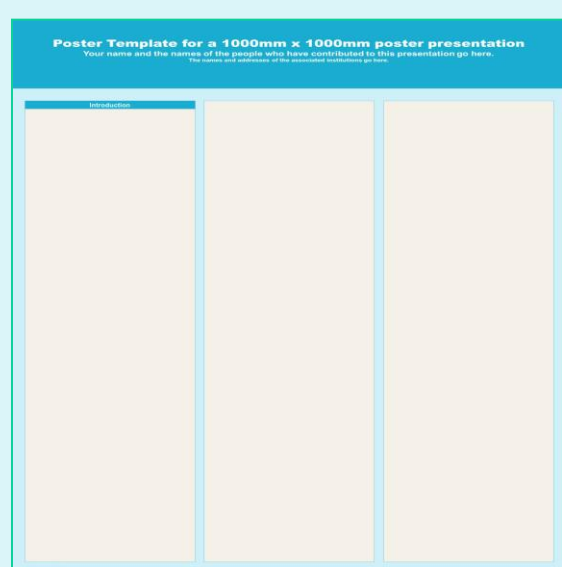 Poster Template for a 1000mm x 1000mm poster presentation
Your name and the names of the people who have contributed to this presentation go here.
The names and addresses of the associated institutions go here.
Introduction